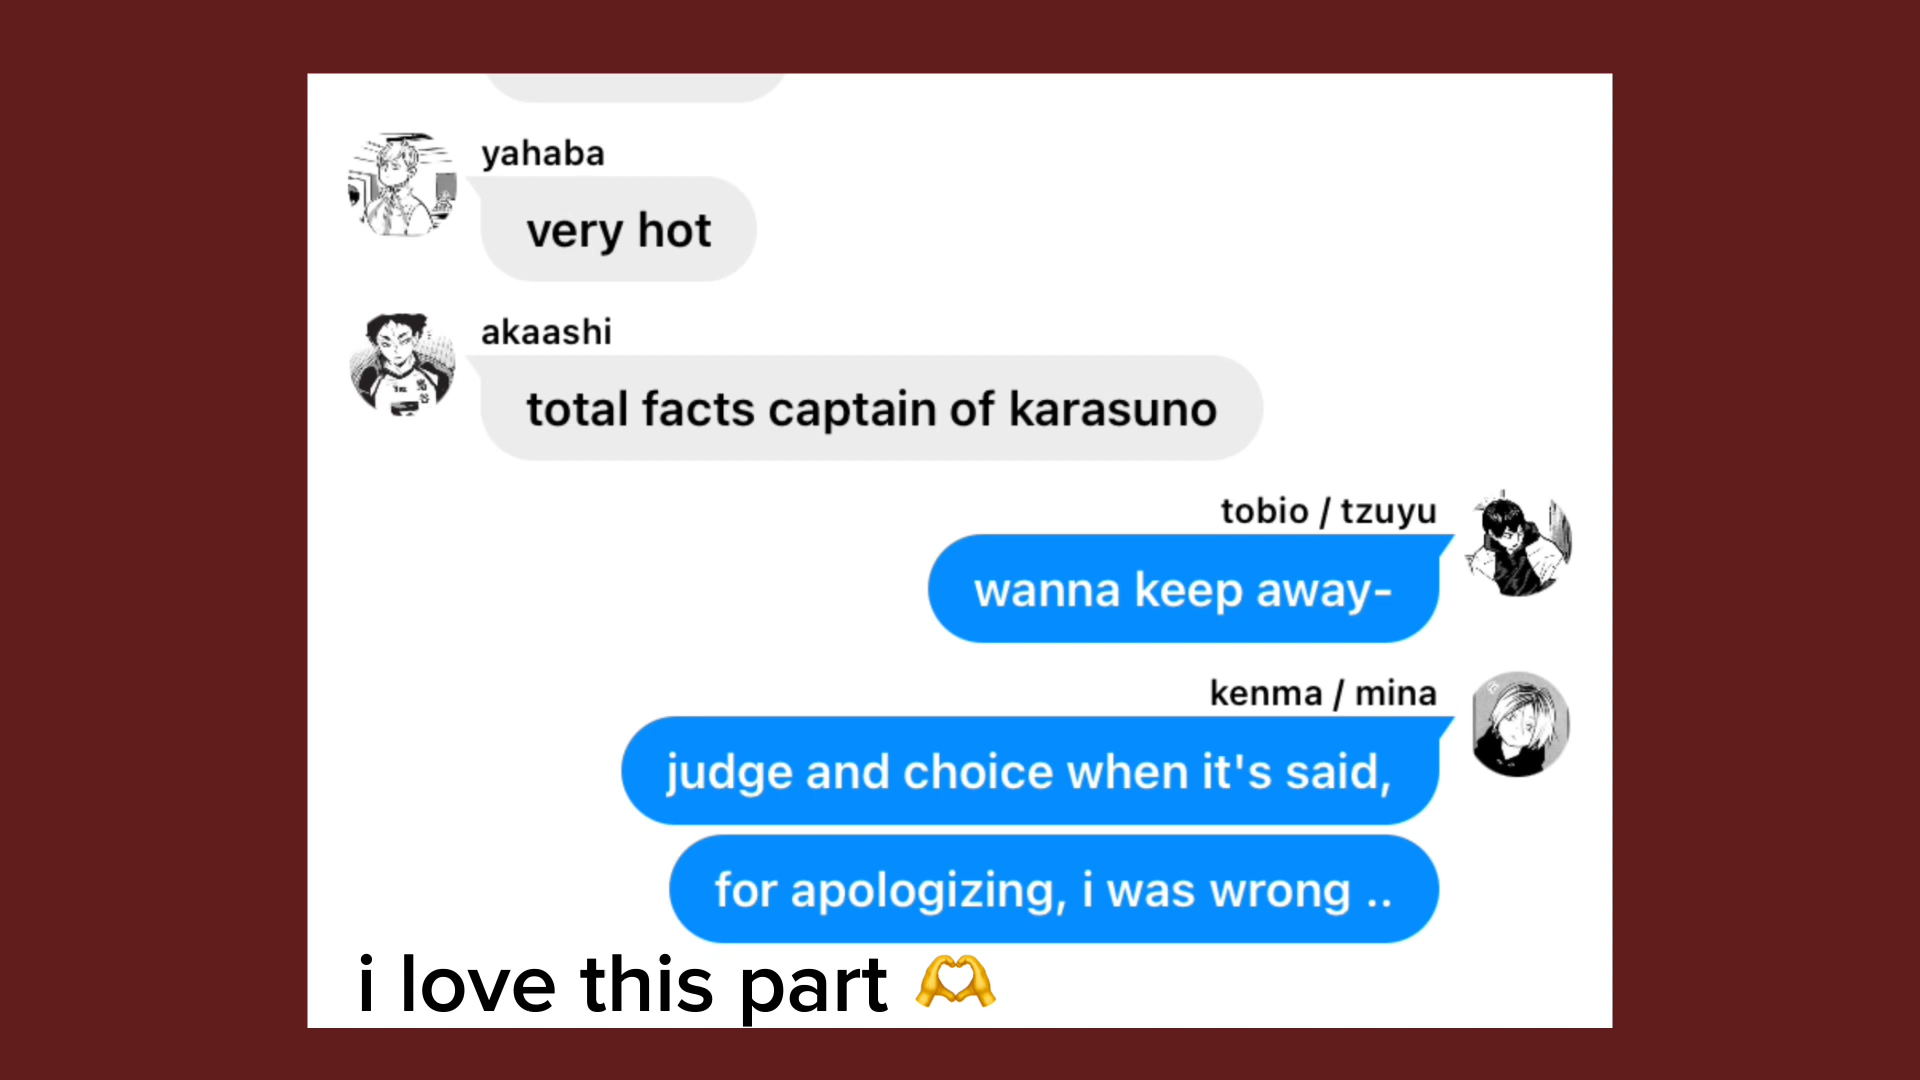 yahaba
very hot
akaashi
total facts captain of karasuno
tobio / tzuyu
wanna keep away-
kenma / mina
judge and choice when it's said,
for apologizing, i was wrong ..
i love this part 🫶